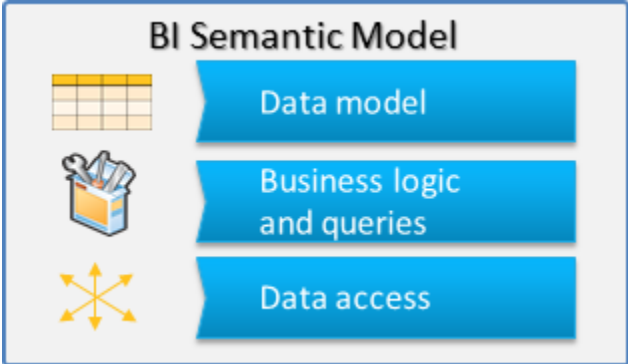 BI Semantic Model
Data model
Business logic
and queries
Data access